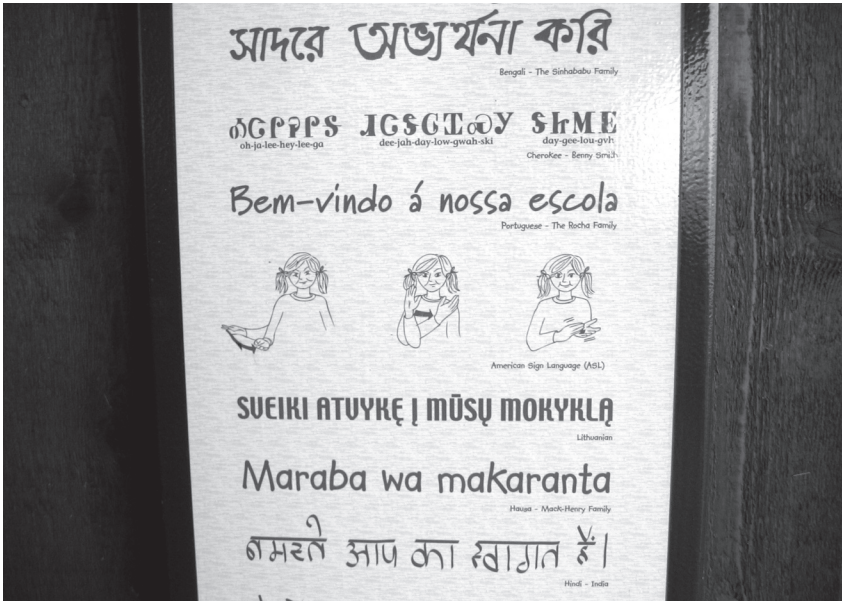 সাদরে অভ্যর্থনা করি
Bengali - The Sinhababu Family
ᎣᏣᎵᎮᎵᎦ ᏗᏣᏕᎶᏆᏍᎩ ᏕᎩᎷᎬ
oh-ja-lee-hey-lee-ga dee-jah-day-low-gwah-ski day-gee-lou-gvh
Cherokee - Benny Smith
Bem-vindo á nossa escola
Portuguese - The Rocha Family
American Sign Language (ASL)
SVEIKI ATVYKĘ Į MŪSŲ MOKYKLĄ
Lithuanian
Maraba wa makaranta
Hausa - Mack-Henry Family
नमस्ते आप का स्वागत हैं।
Hindi - India